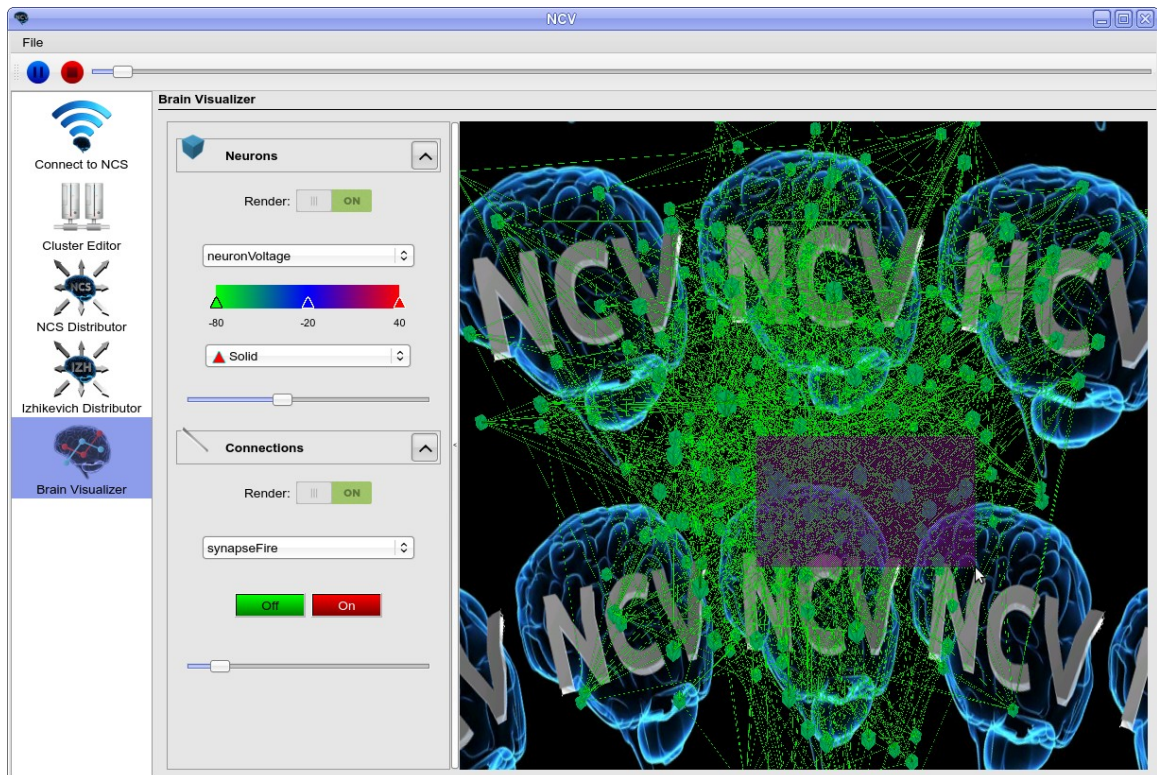 NCV
File
Brain Visualizer
Connect to NCS
Cluster Editor
NCS
NCS Distributor
IZH
Izhikevich Distributor
Brain Visualizer
Neurons
Render: ON
neuronVoltage
-80 -20 40
Solid
Connections
Render: ON
synapseFire
Off On
NCV NCV NCV
NCV NCV NCV